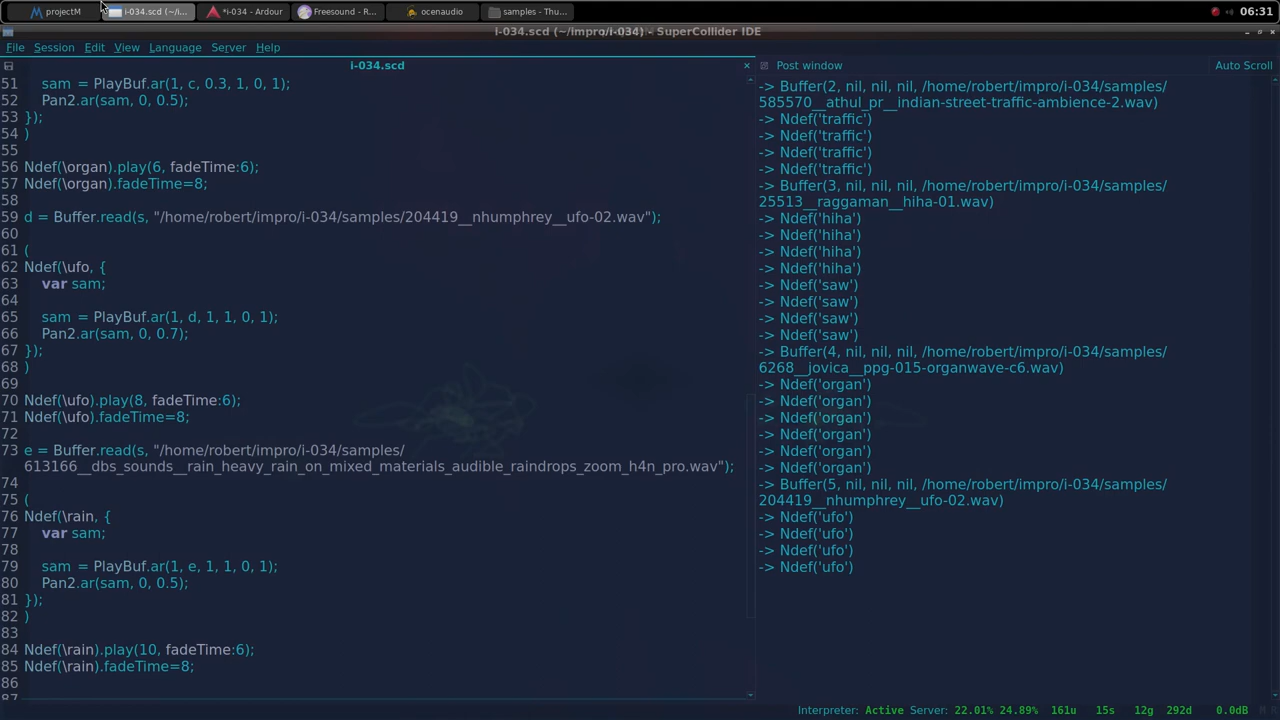 projectM
i-034.scd (~/i...
*i-034 - Ardour
Freesound - R...
ocenaudio
samples - Thu...
06:31
i-034.scd (~/impro/i-034) - SuperCollider IDE
File Session Edit View Language Server Help
i-034.scd
51 sam = PlayBuf.ar(1, c, 0.3, 1, 0, 1);
52 Pan2.ar(sam, 0, 0.5);
53 });
54 )
55
56 Ndef(\organ).play(6, fadeTime:6);
57 Ndef(\organ).fadeTime=8;
58
59 d = Buffer.read(s, "/home/robert/impro/i-034/samples/204419__nhumphrey__ufo-02.wav");
60
61 (
62 Ndef(\ufo, {
63 var sam;
64
65 sam = PlayBuf.ar(1, d, 1, 1, 0, 1);
66 Pan2.ar(sam, 0, 0.7);
67 });
68 )
69
70 Ndef(\ufo).play(8, fadeTime:6);
71 Ndef(\ufo).fadeTime=8;
72
73 e = Buffer.read(s, "/home/robert/impro/i-034/samples/
613166__dbs_sounds__rain_heavy_rain_on_mixed_materials_audible_raindrops_zoom_h4n_pro.wav");
74
75 (
76 Ndef(\rain, {
77 var sam;
78
79 sam = PlayBuf.ar(1, e, 1, 1, 0, 1);
80 Pan2.ar(sam, 0, 0.5);
81 });
82 )
83
84 Ndef(\rain).play(10, fadeTime:6);
85 Ndef(\rain).fadeTime=8;
86
87
Post window
Auto Scroll
-> Buffer(2, nil, nil, nil, /home/robert/impro/i-034/samples/
585570__athul_pr__indian-street-traffic-ambience-2.wav)
-> Ndef('traffic')
-> Ndef('traffic')
-> Ndef('traffic')
-> Ndef('traffic')
-> Buffer(3, nil, nil, nil, /home/robert/impro/i-034/samples/
25513__raggaman__hiha-01.wav)
-> Ndef('hiha')
-> Ndef('hiha')
-> Ndef('hiha')
-> Ndef('hiha')
-> Ndef('saw')
-> Ndef('saw')
-> Ndef('saw')
-> Ndef('saw')
-> Buffer(4, nil, nil, nil, /home/robert/impro/i-034/samples/
6268__jovica__ppg-015-organwave-c6.wav)
-> Ndef('organ')
-> Ndef('organ')
-> Ndef('organ')
-> Ndef('organ')
-> Ndef('organ')
-> Ndef('organ')
-> Buffer(5, nil, nil, nil, /home/robert/impro/i-034/samples/
204419__nhumphrey__ufo-02.wav)
-> Ndef('ufo')
-> Ndef('ufo')
-> Ndef('ufo')
-> Ndef('ufo')
Interpreter: Active Server: 22.01% 24.89% 161u 15s 12g 292d 0.0dB